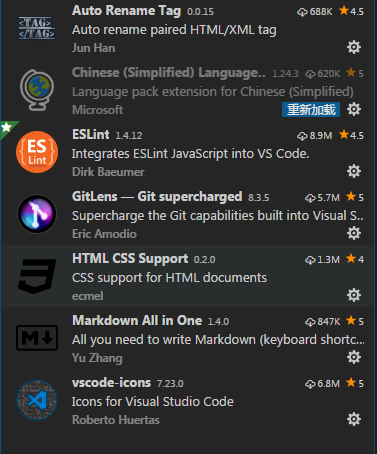 <TAG>
</TAG>
Auto Rename Tag 0.0.15 688K 4.5
Auto rename paired HTML/XML tag
Jun Han
Chinese (Simplified) Language.. 1.24.3 620K 5
Language pack extension for Chinese (Simplified)
Microsoft 重新加载
ES
Lint
ESLint 1.4.12 8.9M 4.5
Integrates ESLint JavaScript into VS Code.
Dirk Baeumer
GitLens — Git supercharged 8.3.5 5.7M 5
Supercharge the Git capabilities built into Visual S...
Eric Amodio
HTML CSS Support 0.2.0 1.3M 4
CSS support for HTML documents
ecmel
Markdown All in One 1.4.0 847K 5
All you need to write Markdown (keyboard shortc...
Yu Zhang
vscode-icons 7.23.0 6.8M 5
Icons for Visual Studio Code
Roberto Huertas